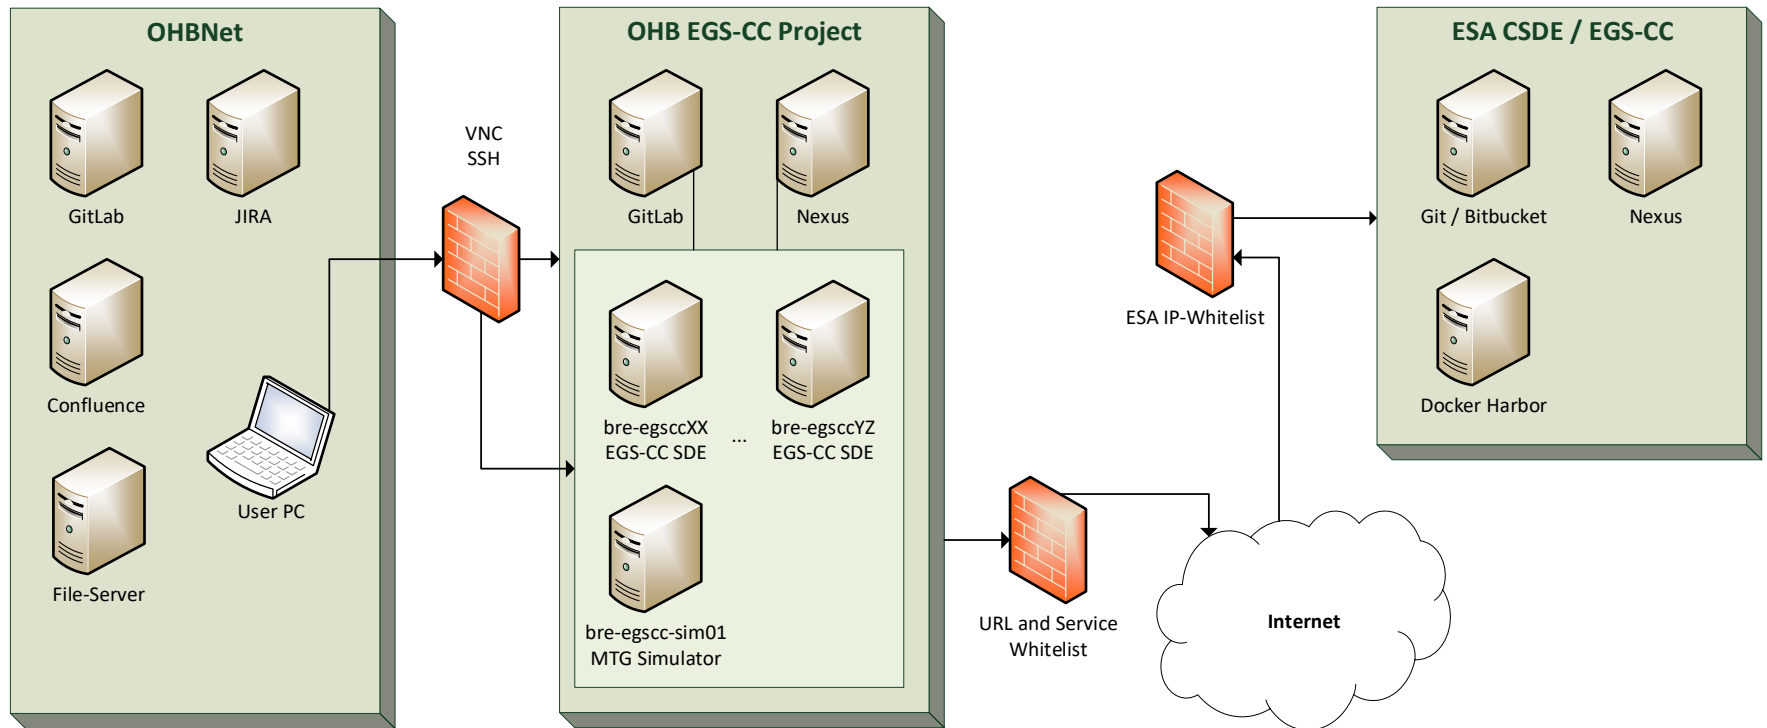 OHBNet
GitLab
JIRA
Confluence
User PC
File-Server
VNC
SSH
OHB EGS-CC Project
GitLab
Nexus
bre-egsccXX
EGS-CC SDE
...
bre-egsccYZ
EGS-CC SDE
bre-egscc-sim01
MTG Simulator
URL and Service
Whitelist
Internet
ESA IP-Whitelist
ESA CSDE / EGS-CC
Git / Bitbucket
Nexus
Docker Harbor